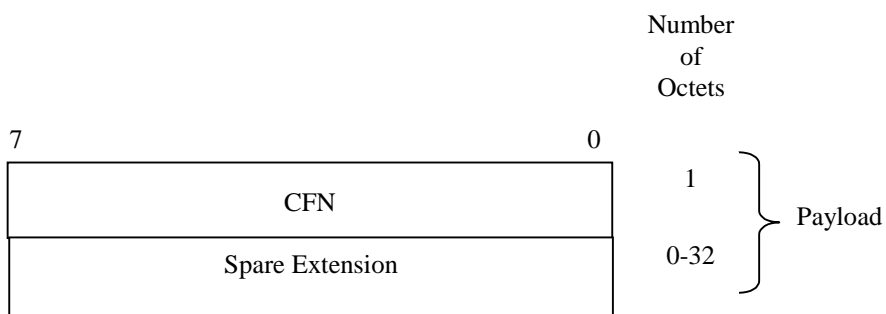 Number
of
Octets
7 0
CFN 1
Payload
Spare Extension 0-32